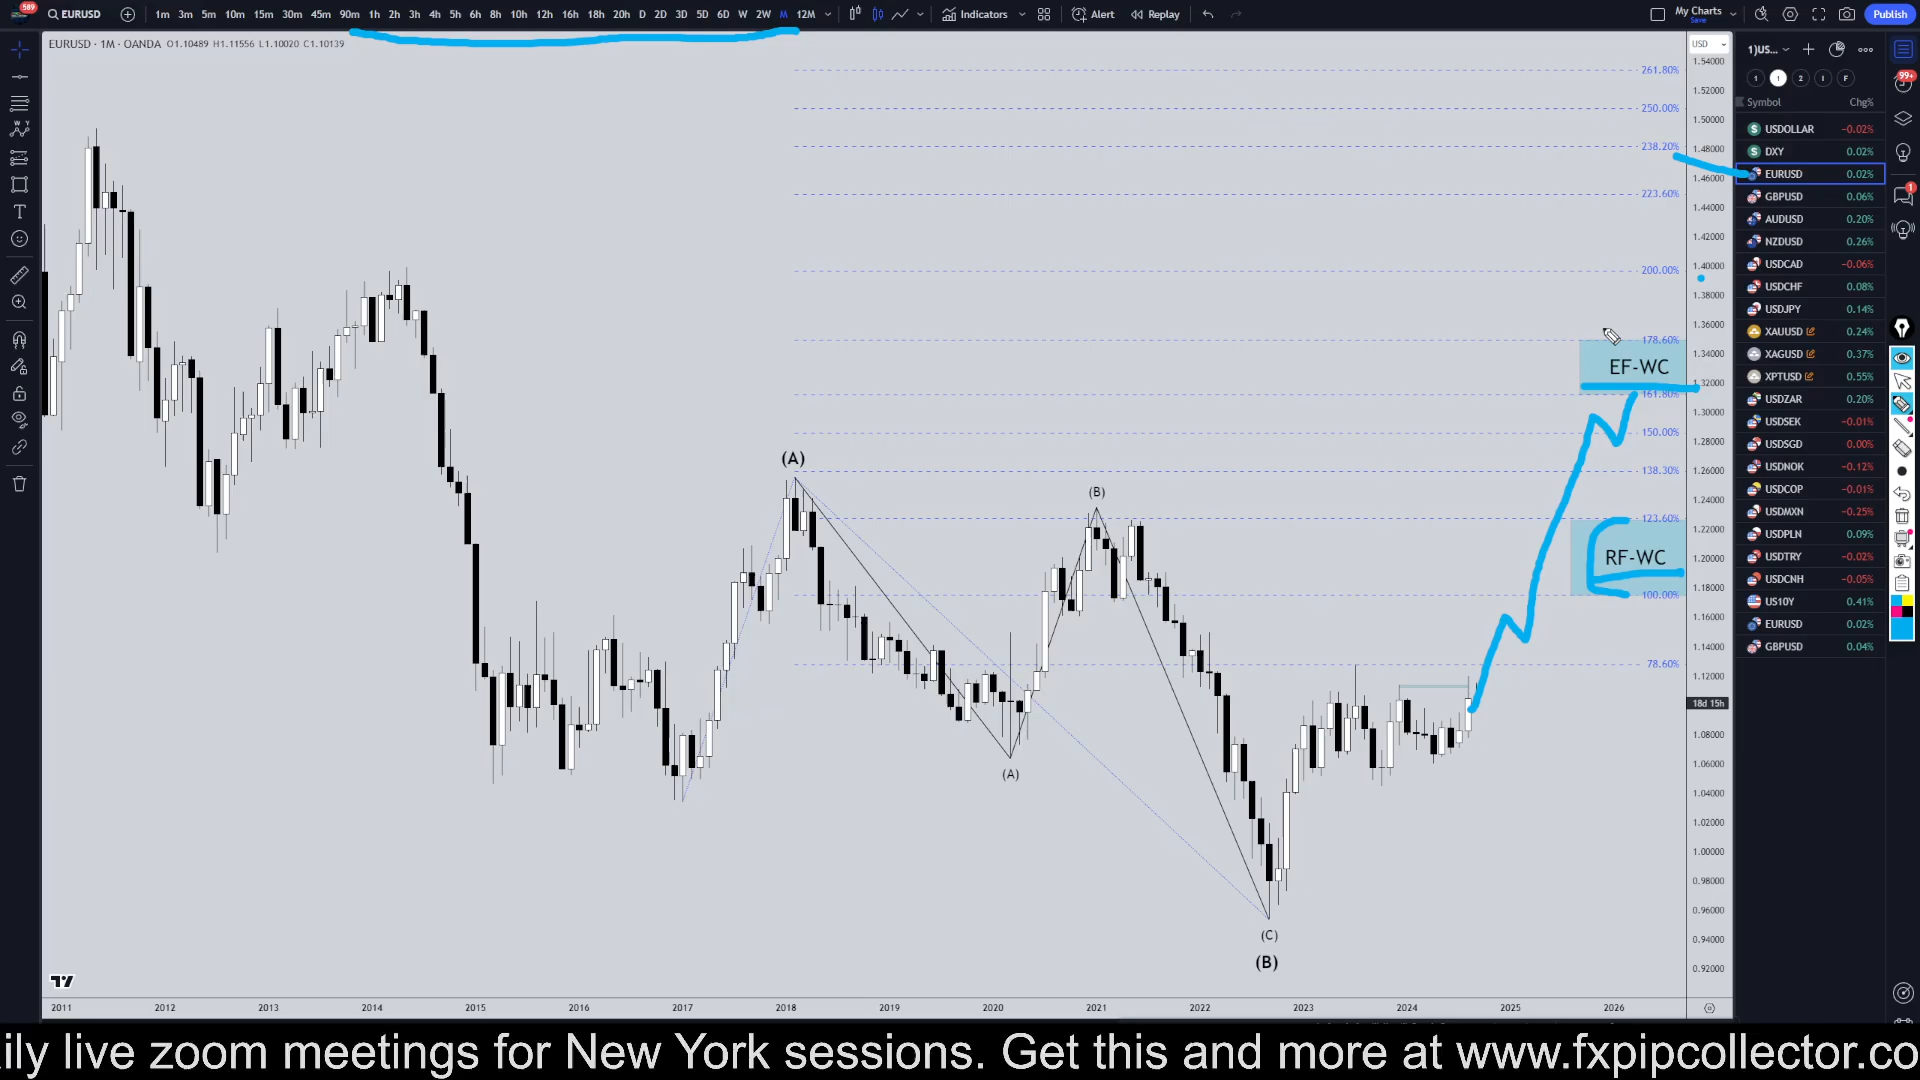 589
EURUSD
1m 3m 5m 10m 15m 30m 45m 90m 1h 2h 3h 4h 5h 6h 8h 10h 12h 16h 18h 20h D 2D 3D 5D 6D W 2W M 12M
Indicators
Alert
Replay
My Charts
Save
Publish
EURUSD · 1M · OANDA O1.10489 H1.11556 L1.10020 C1.10139
USD
1)US...
1 1 2 I F
99+
1
Symbol Chg%
USDOLLAR −0.02%
DXY 0.02%
EURUSD 0.02%
GBPUSD 0.06%
AUDUSD 0.20%
NZDUSD 0.26%
USDCAD −0.06%
USDCHF 0.08%
USDJPY 0.14%
XAUUSD 0.24%
XAGUSD 0.37%
XPTUSD 0.55%
USDZAR 0.20%
USDSEK −0.01%
USDSGD 0.00%
USDNOK −0.12%
USDCOP −0.01%
USDMXN −0.25%
USDPLN 0.09%
USDTRY −0.02%
USDCNH −0.05%
US10Y 0.41%
EURUSD 0.02%
GBPUSD 0.04%
1.54000
1.52000
1.50000
1.48000
1.46000
1.44000
1.42000
1.40000
1.38000
1.36000
1.34000
1.32000
1.30000
1.28000
1.26000
1.24000
1.22000
1.20000
1.18000
1.16000
1.14000
1.12000
18d 15h
1.08000
1.06000
1.04000
1.02000
1.00000
0.98000
0.96000
0.94000
0.92000
261.80%
250.00%
238.20%
223.60%
200.00%
178.60%
EF-WC
161.80%
150.00%
138.30%
123.60%
RF-WC
100.00%
78.60%
(A)
(B)
(A)
(C)
(B)
2011 2012 2013 2014 2015 2016 2017 2018 2019 2020 2021 2022 2023 2024 2025 2026
ily live zoom meetings for New York sessions. Get this and more at www.fxpipcollector.co